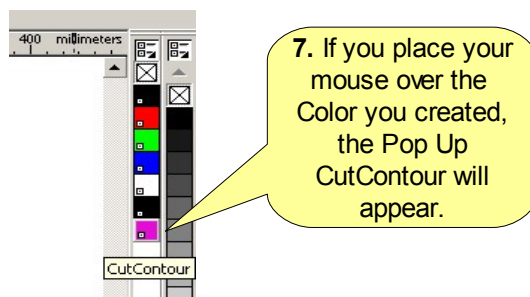 400 millimeters
7. If you place your
mouse over the
Color you created,
the Pop Up
CutContour will
appear.
CutContour